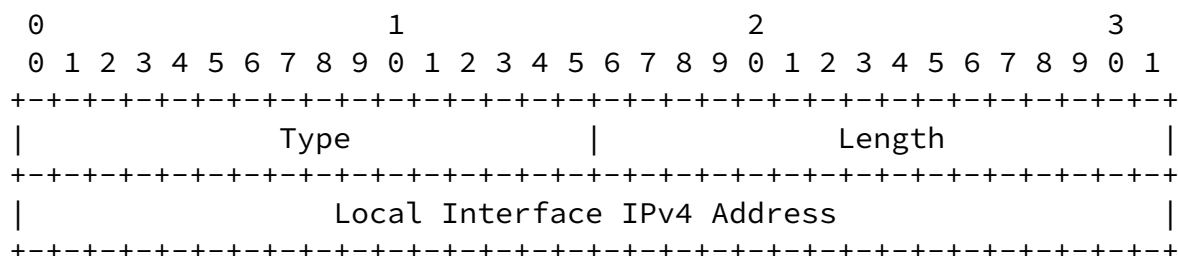 0                   1                   2                   3
 0 1 2 3 4 5 6 7 8 9 0 1 2 3 4 5 6 7 8 9 0 1 2 3 4 5 6 7 8 9 0 1
+-+-+-+-+-+-+-+-+-+-+-+-+-+-+-+-+-+-+-+-+-+-+-+-+-+-+-+-+-+-+-+-+
|              Type             |             Length            |
+-+-+-+-+-+-+-+-+-+-+-+-+-+-+-+-+-+-+-+-+-+-+-+-+-+-+-+-+-+-+-+-+
|                 Local Interface IPv4 Address                  |
+-+-+-+-+-+-+-+-+-+-+-+-+-+-+-+-+-+-+-+-+-+-+-+-+-+-+-+-+-+-+-+-+